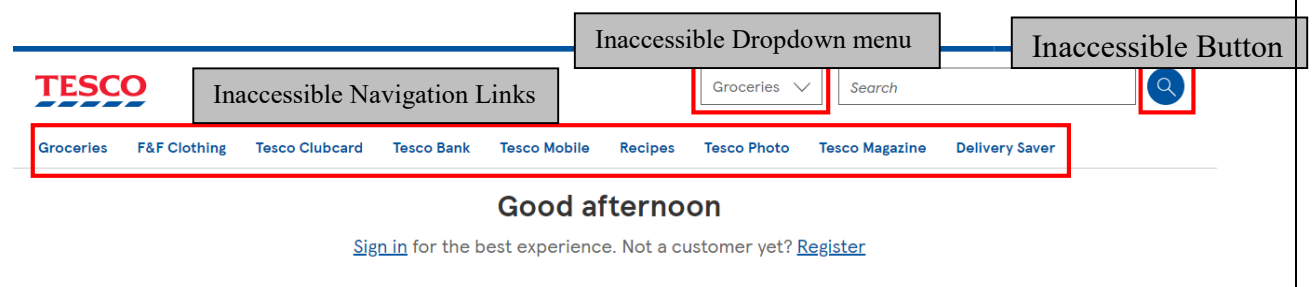 Inaccessible Dropdown menu
Inaccessible Button
TESCO
Inaccessible Navigation Links
Groceries
Search
Groceries F&F Clothing Tesco Clubcard Tesco Bank Tesco Mobile Recipes Tesco Photo Tesco Magazine Delivery Saver
Good afternoon
Sign in for the best experience. Not a customer yet? Register